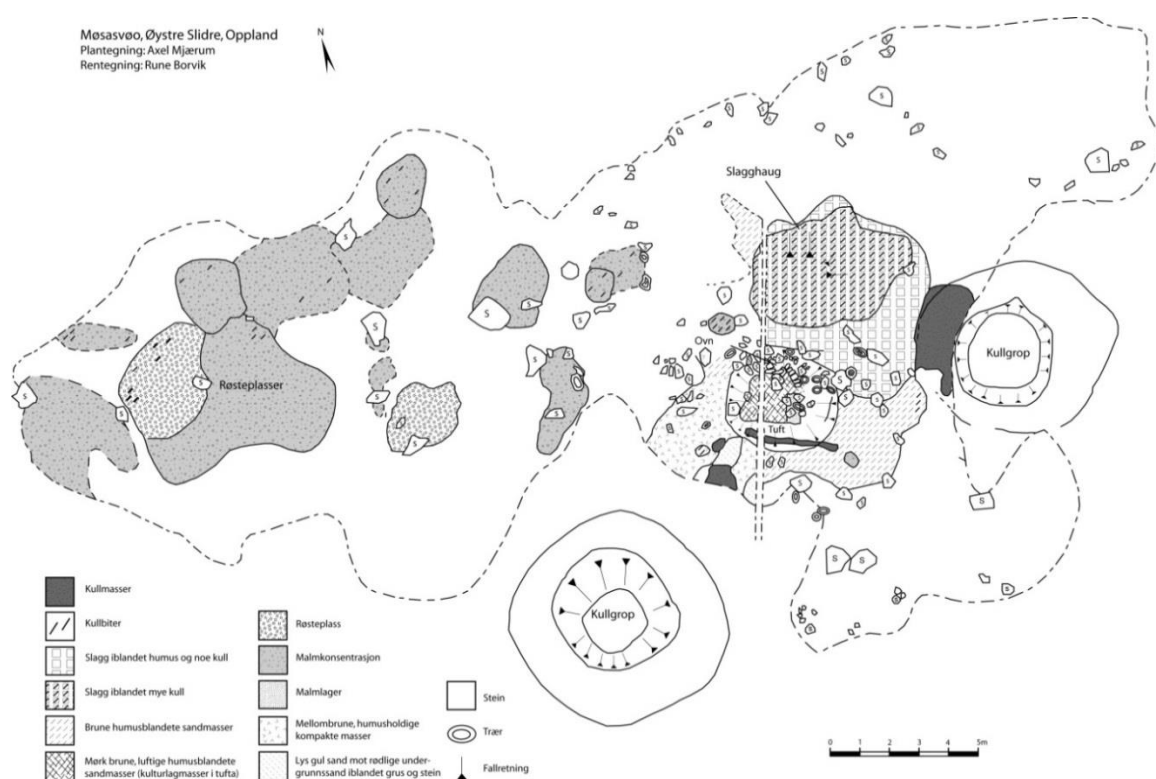 Møsasvøo, Øystre Slidre, Oppland
Plantegning: Axel Mjærum
Rentegning: Rune Borvik
N
Slagghaug
Kullgrop
Ovn
Røsteplasser
Tuft
Kullgrop
Kullmasser
Kullbiter
Slagg iblandet humus og noe kull
Slagg iblandet mye kull
Brune humusblandete sandmasser
Mørk brune, luftige humusblandete
sandmasser (kulturlagmasser i tufta)
Røsteplass
Malmkonsentrasjon
Malmlager
Mellombrune, humusholdige
kompakte masser
Lys gul sand mot rødlige under-
grunnssand iblandet grus og stein
Stein
Trær
Fallretning
0 1 2 3 4 5m